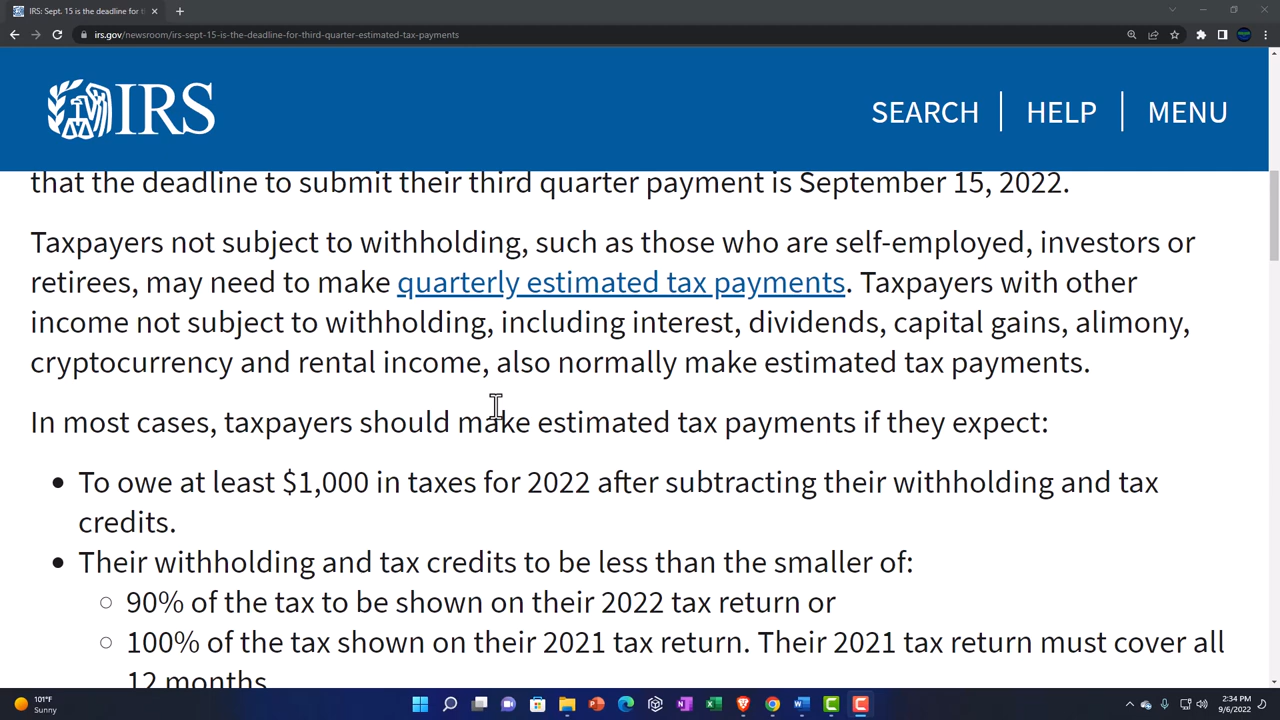 IRS: Sept. 15 is the deadline for t
irs.gov/newsroom/irs-sept-15-is-the-deadline-for-third-quarter-estimated-tax-payments
IRS
SEARCH
HELP
MENU
that the deadline to submit their third quarter payment is September 15, 2022.
Taxpayers not subject to withholding, such as those who are self-employed, investors or
retirees, may need to make quarterly estimated tax payments. Taxpayers with other
income not subject to withholding, including interest, dividends, capital gains, alimony,
cryptocurrency and rental income, also normally make estimated tax payments.
In most cases, taxpayers should make estimated tax payments if they expect:
To owe at least $1,000 in taxes for 2022 after subtracting their withholding and tax
credits.
Their withholding and tax credits to be less than the smaller of:
90% of the tax to be shown on their 2022 tax return or
100% of the tax shown on their 2021 tax return. Their 2021 tax return must cover all
12 months
101°F
Sunny
2:34 PM
9/6/2022